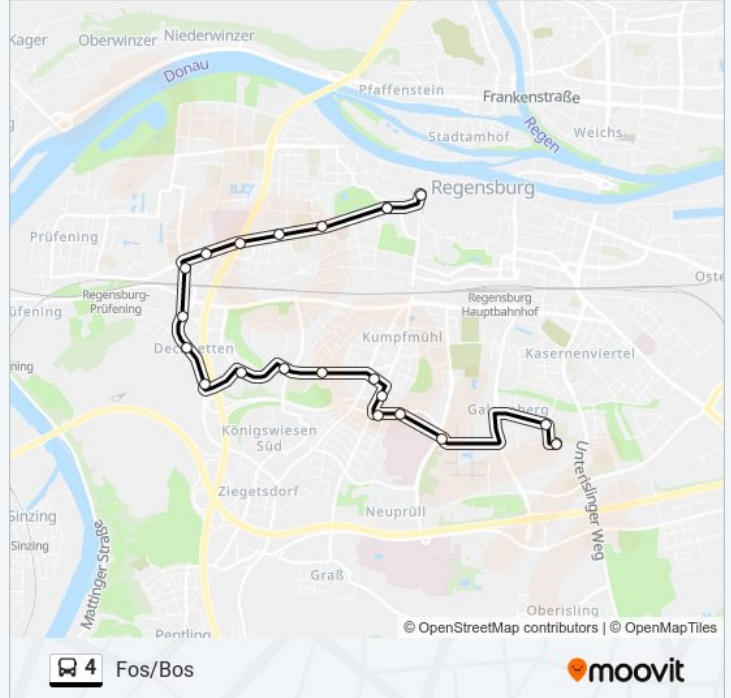 Kager
Oberwinzer
Niederwinzer
Donau
Pfaffenstein
Frankenstraße
Regen
Weichs
Stadtamhof
Regensburg
Prüfening
Oste
Regensburg-
Prüfening
üfening
Regensburg
Hauptbahnhof
Kumpfmühl
Kasernenviertel
ning
Königswiesen
Süd
Unterislinger Weg
Ziegetsdorf
Sinzing
Neuprüll
Sinzing
Mattinger Straße
Graß
Oberisling
Pentling
© OpenStreetMap contributors | © OpenMapTiles
4 Fos/Bos
moovit